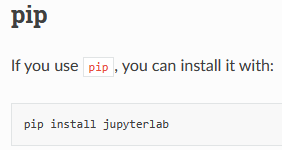 pip
If you use pip, you can install it with:
pip install jupyterlab